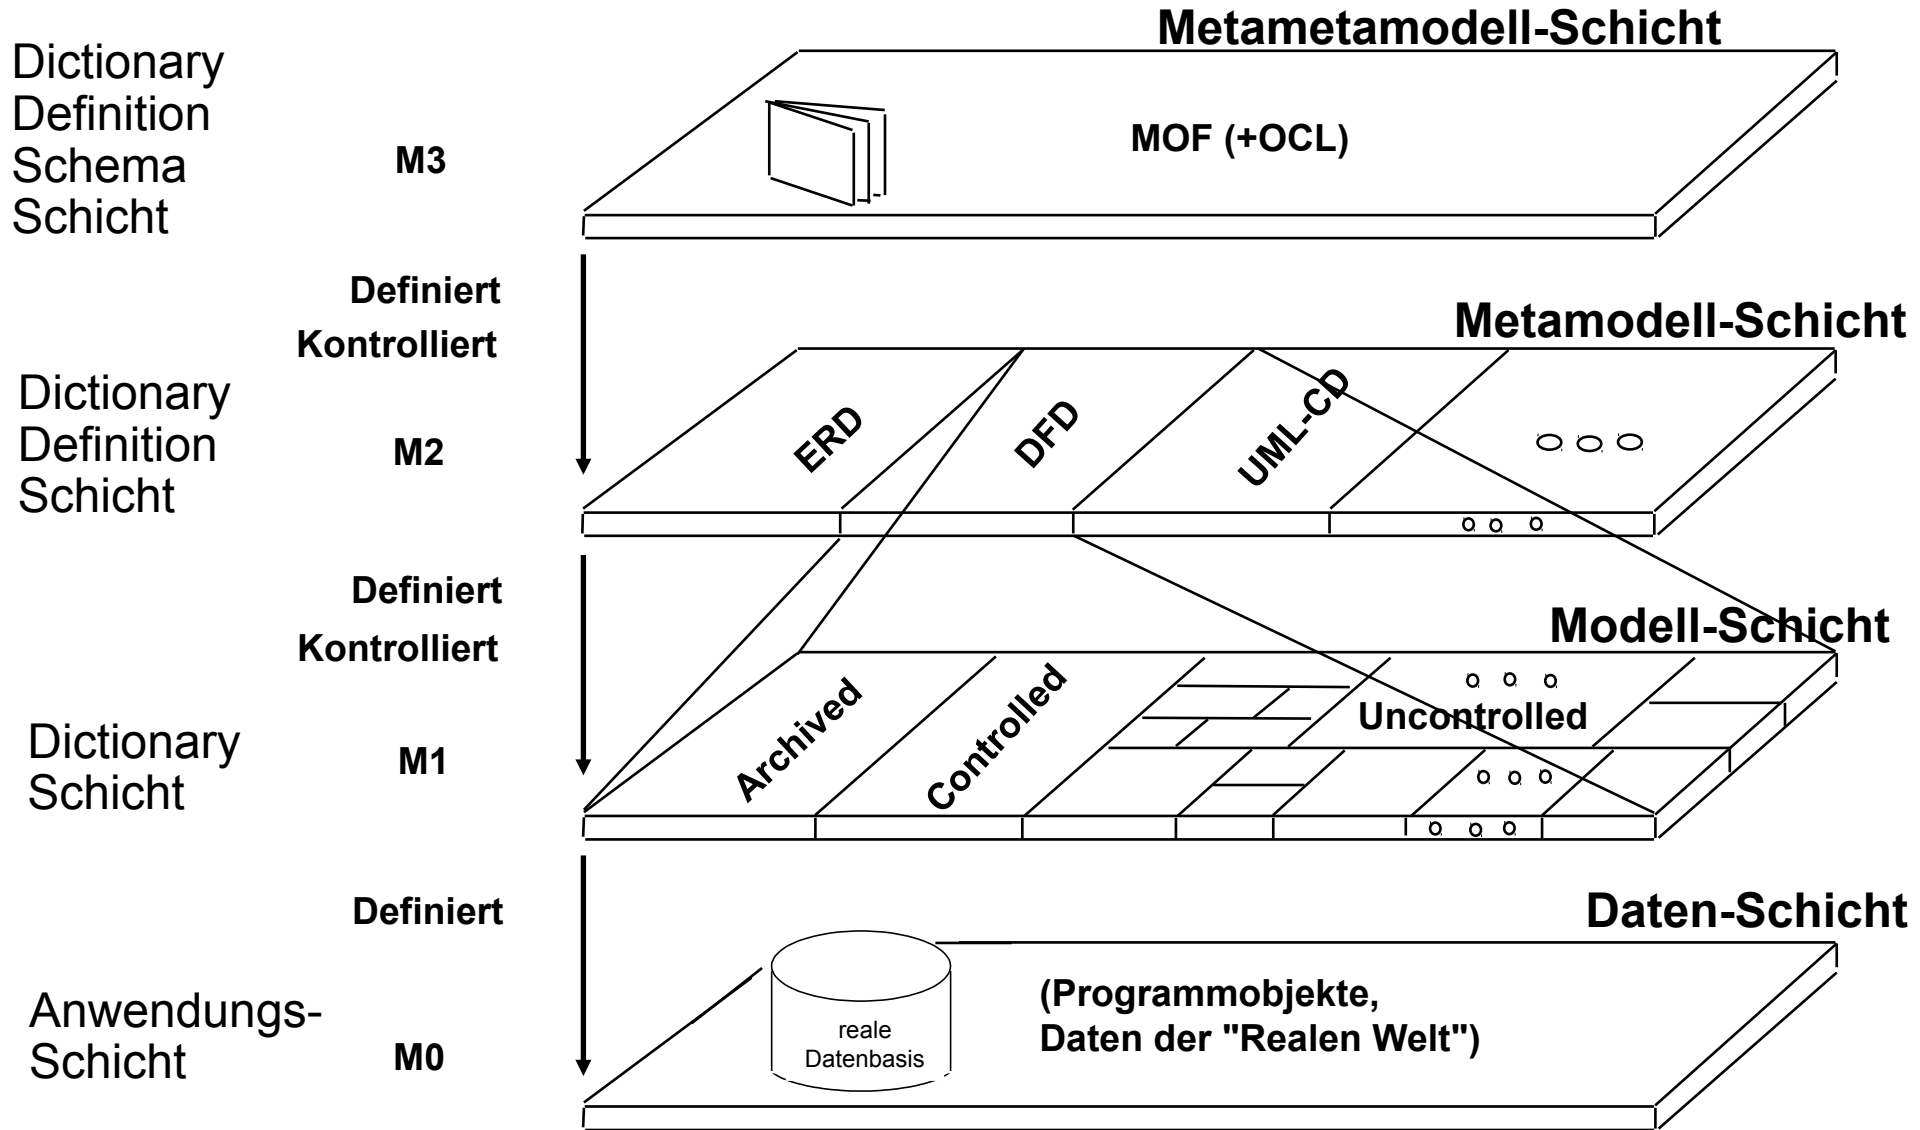 Metametamodell-Schicht
Dictionary
Definition
Schema
Schicht
M3
MOF (+OCL)
Definiert
Kontrolliert
Metamodell-Schicht
Dictionary
Definition
Schicht
M2
ERD
DFD
UML-CD
Definiert
Kontrolliert
Modell-Schicht
Dictionary
Schicht
M1
Archived
Controlled
Uncontrolled
Definiert
Daten-Schicht
Anwendungs-
Schicht
M0
reale
Datenbasis
(Programmobjekte,
Daten der "Realen Welt")